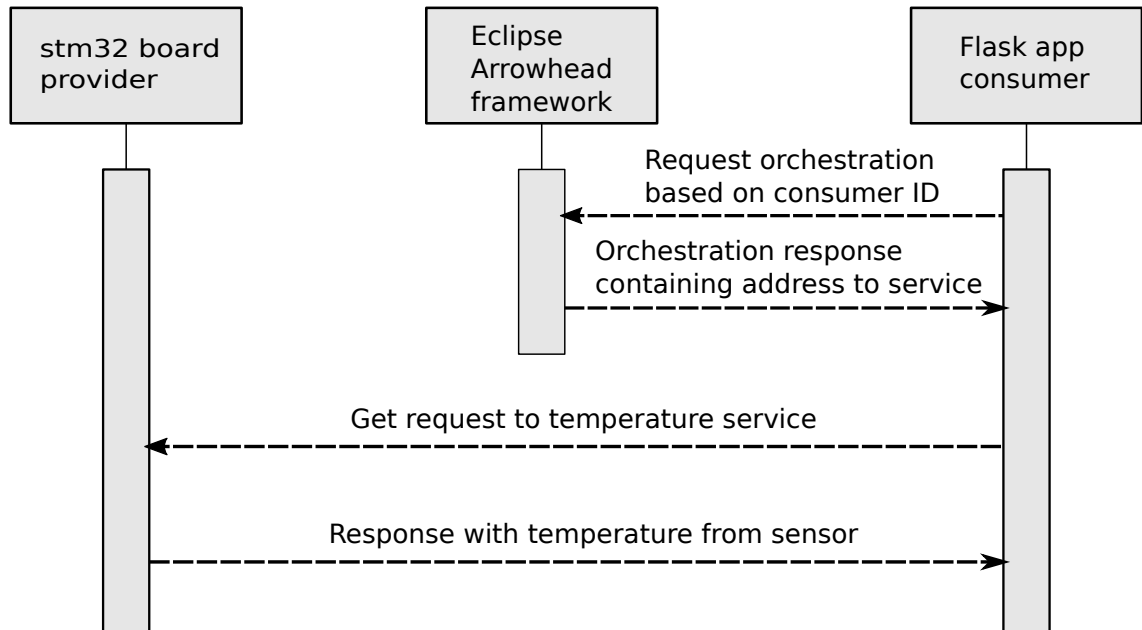 stm32 board
provider
Eclipse
Arrowhead
framework
Flask app
consumer
Request orchestration
based on consumer ID
Orchestration response
containing address to service
Get request to temperature service
Response with temperature from sensor